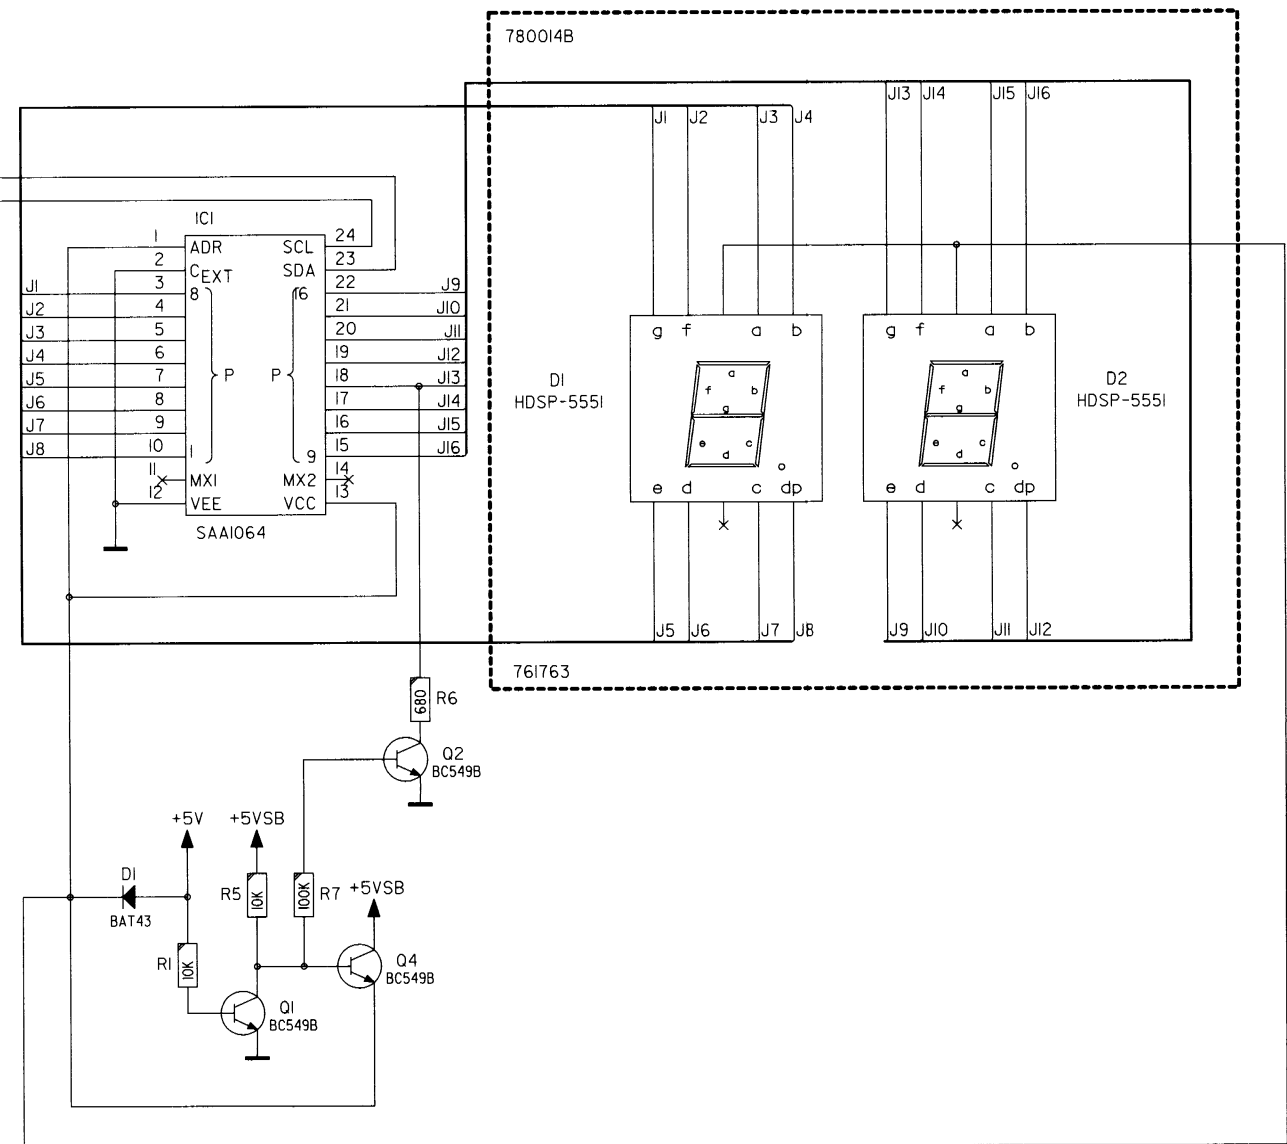 780014B
J1 J2 J3 J4
J13 J14 J15 J16
IC1
1 ADR SCL 24
2 CEXT SDA 23
J1 3 8 16 22 J9
J2 4 21 J10
J3 5 20 J11
J4 6 19 J12
J5 7 P P 18 J13
J6 8 17 J14
J7 9 16 J15
J8 10 1 9 15 J16
11 MX1 MX2 14
12 VEE VCC 13
SAA1064
g f a b
D1
HDSP-5551
a
f b
g
e c
d
e d c dp
J5 J6 J7 J8
g f a b
D2
HDSP-5551
a
f b
g
e c
d
e d c dp
J9 J10 J11 J12
761763
680 R6
Q2
BC549B
+5V +5VSB
D1
BAT43
R5 10K
100K R7
+5VSB
R1 10K
Q4
BC549B
Q1
BC549B